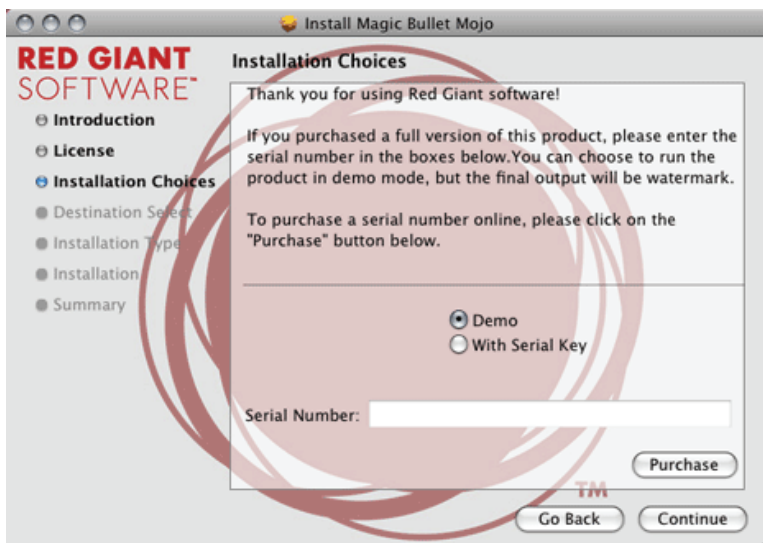 Install Magic Bullet Mojo
RED GIANT
SOFTWARE™
Introduction
License
Installation Choices
Destination Select
Installation Type
Installation
Summary
Installation Choices
Thank you for using Red Giant software!
If you purchased a full version of this product, please enter the
serial number in the boxes below.You can choose to run the
product in demo mode, but the final output will be watermark.
To purchase a serial number online, please click on the
"Purchase" button below.
Demo
With Serial Key
Serial Number:
Purchase
TM
Go Back
Continue